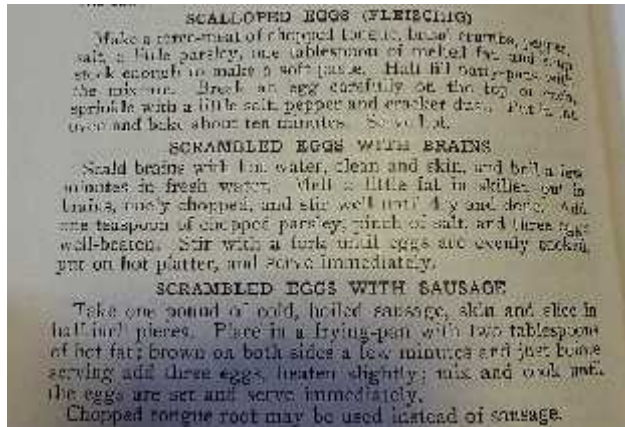 SCALLOPED EGGS (FLEISCHIG)
Make a force-meat of chopped tongue, bread crumbs, pepper,
salt, a little parsley, one tablespoon of melted fat and soup
stock enough to make a soft paste. Half fill patty-pans with
the mixture. Break an egg carefully on the top of each,
sprinkle with a little salt, pepper and cracker dust. Put in
oven and bake about ten minutes. Serve hot.
SCRAMBLED EGGS WITH BRAINS
Scald brains with hot water, clean and skin, and boil a few
minutes in fresh water. Melt a little fat in skillet, put in
brains, finely chopped, and stir well until dry and done. Add
one teaspoon of chopped parsley, pinch of salt, and three eggs
well-beaten. Stir with a fork until eggs are evenly cooked,
put on hot platter, and serve immediately.
SCRAMBLED EGGS WITH SAUSAGE
Take one pound of cold, boiled sausage, skin and slice in
half-inch pieces. Place in a frying-pan with two tablespoons
of hot fat; brown on both sides a few minutes and just before
serving add three eggs, beaten slightly; mix and cook until
the eggs are set and serve immediately.
Chopped tongue root may be used instead of sausage.